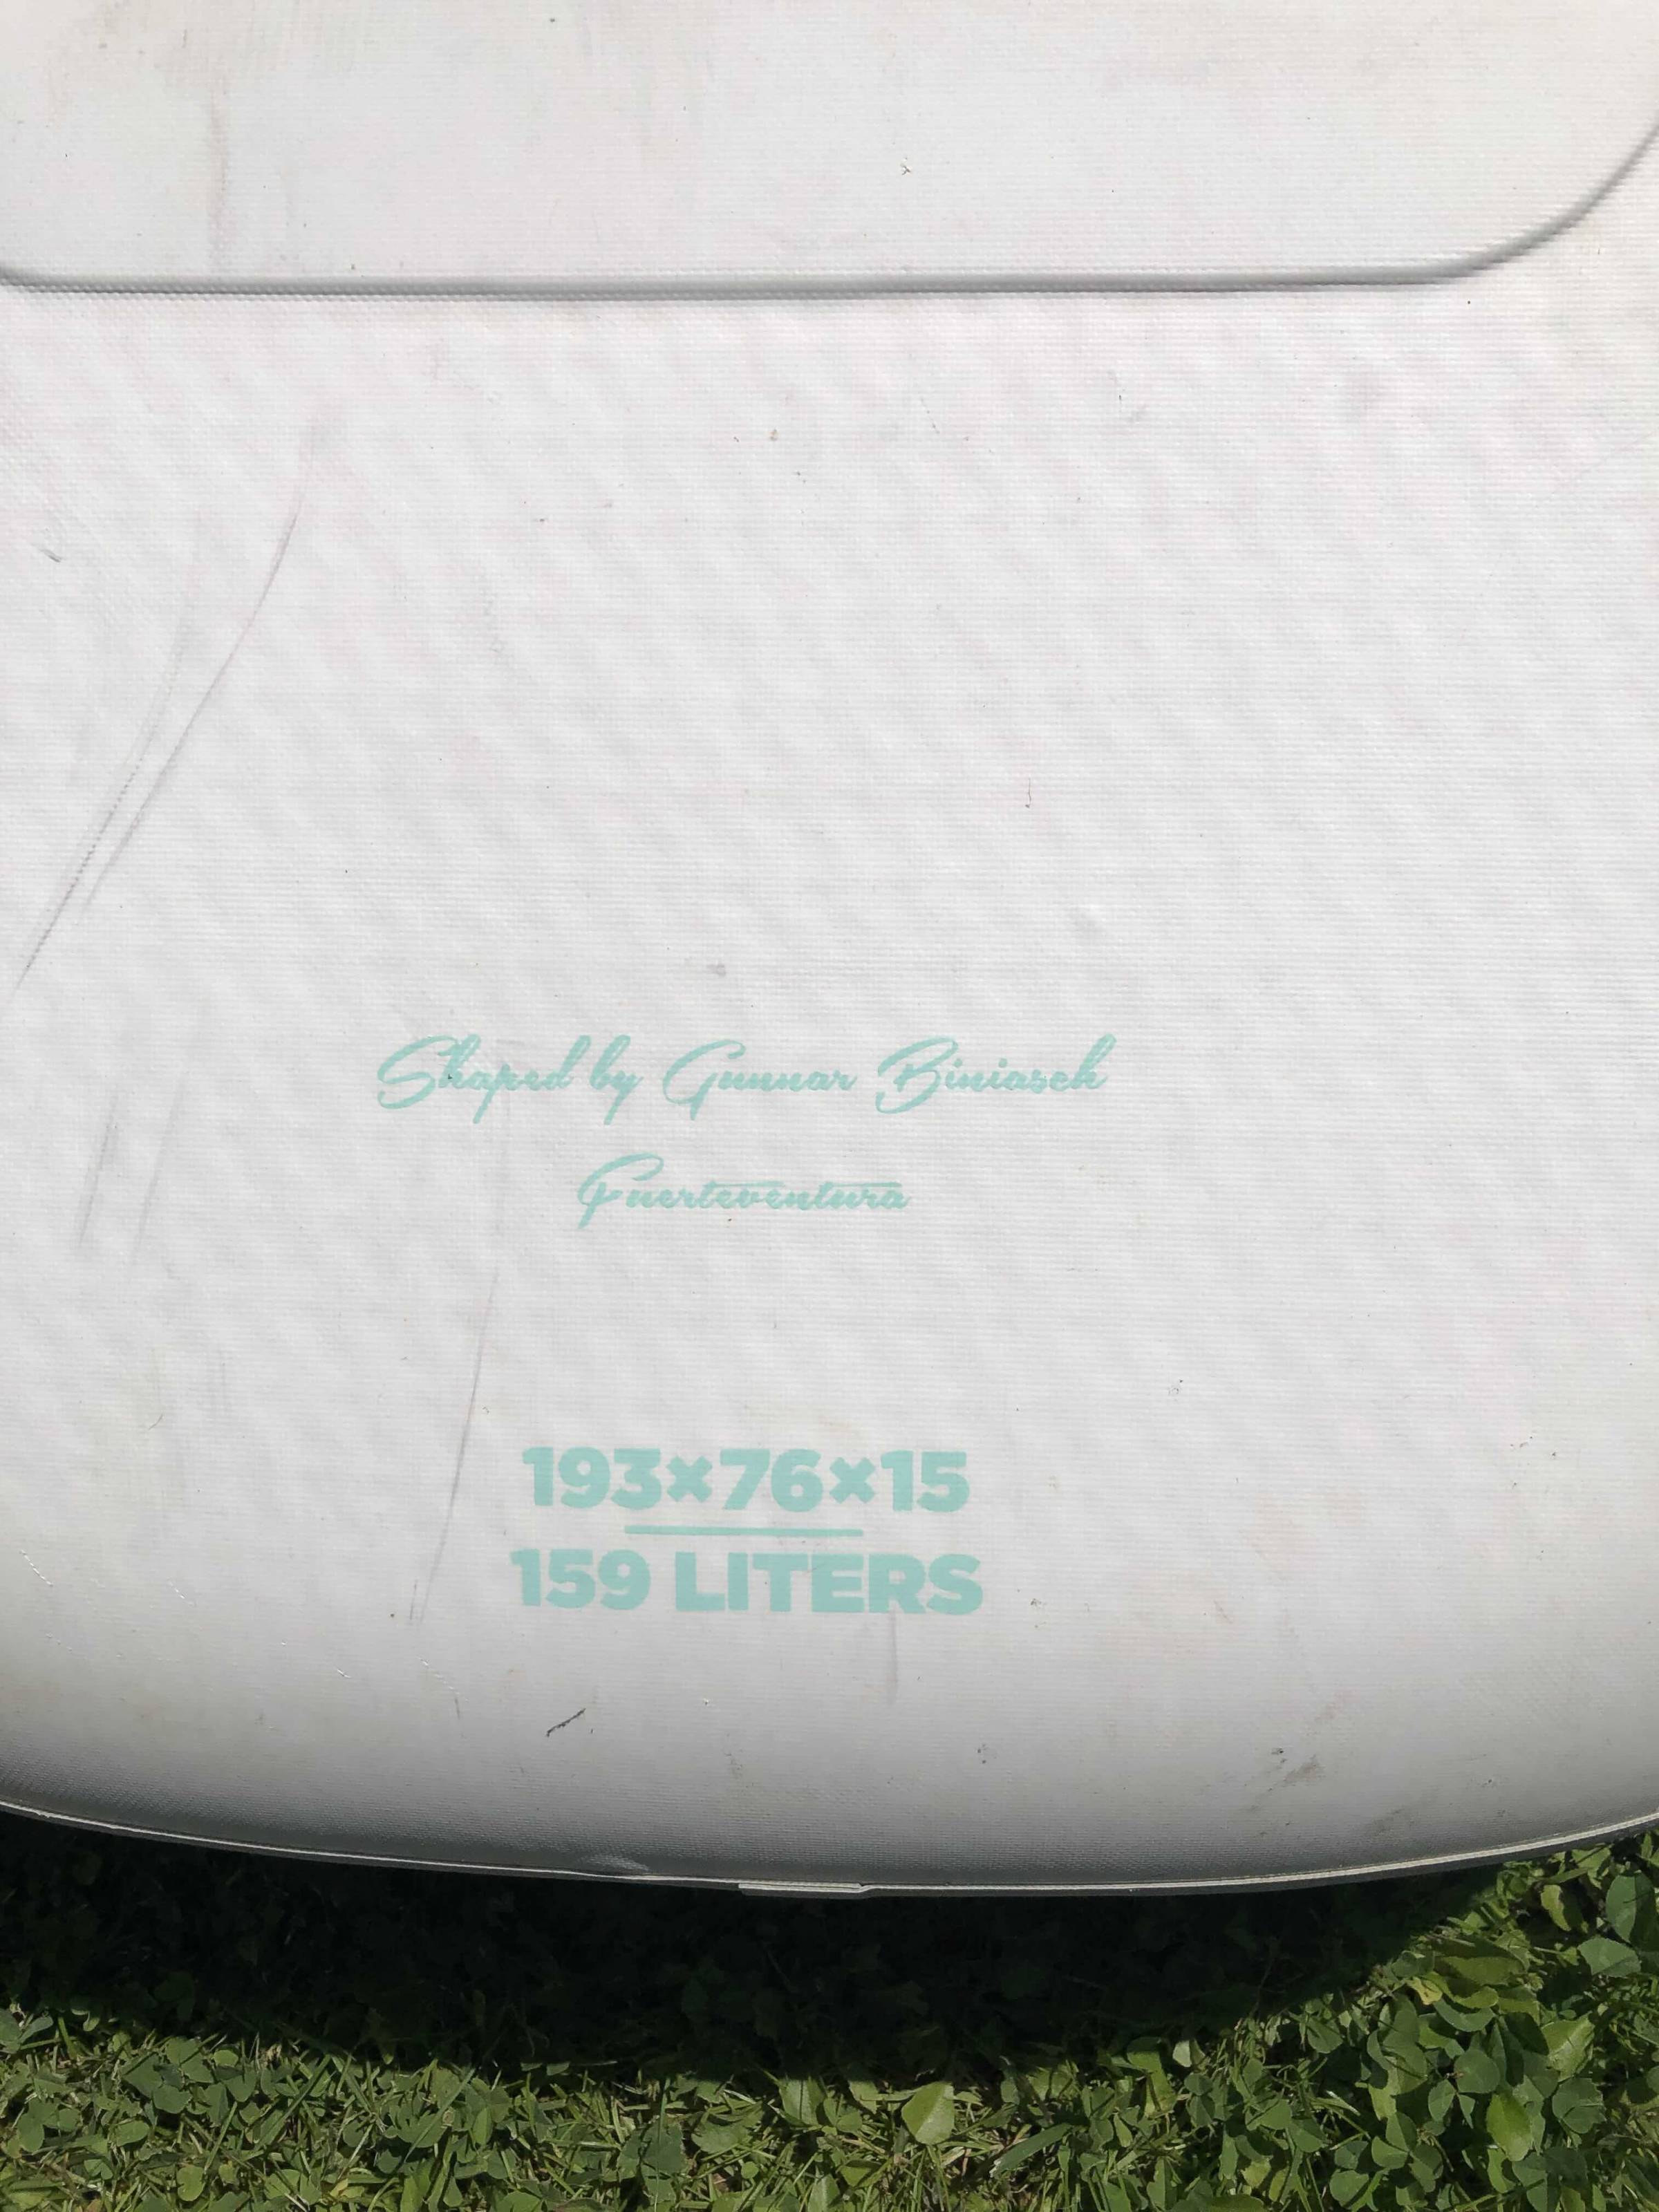 Shaped by Gunnar Biniasch
Fuerteventura
193×76×15
159 LITERS